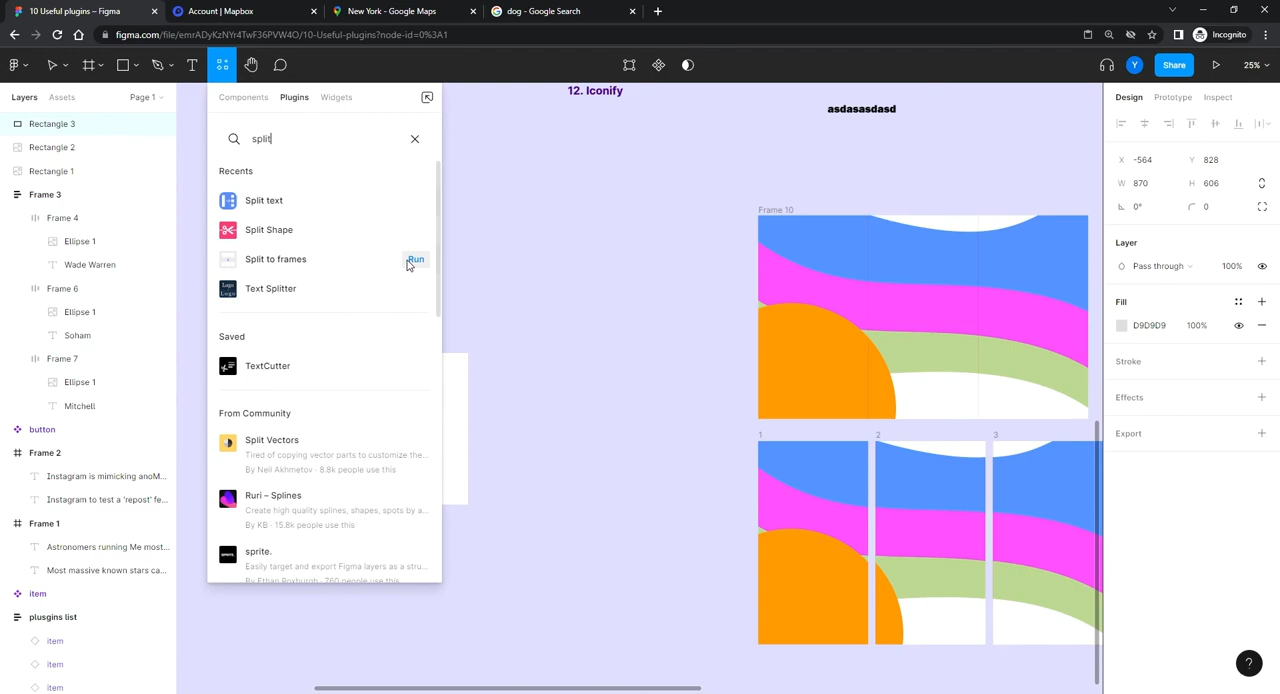 10 Useful plugins – Figma
Account | Mapbox
New York - Google Maps
dog - Google Search
figma.com/file/emrADyKzNYr4TwF36PVW4O/10-Useful-plugins?node-id=0%3A1
Incognito
Y
Share
25%
Layers
Assets
Page 1
Rectangle 3
Rectangle 2
Rectangle 1
Frame 3
Frame 4
Ellipse 1
Wade Warren
Frame 6
Ellipse 1
Soham
Frame 7
Ellipse 1
Mitchell
button
Frame 2
Instagram is mimicking anoM...
Instagram to test a 'repost' fe...
Frame 1
Astronomers running Me most...
Most massive known stars ca...
item
plusgins list
item
item
item
Components
Plugins
Widgets
split
Recents
Split text
Split Shape
Split to frames
Run
Text Splitter
Saved
TextCutter
From Community
Split Vectors
Tired of copying vector parts to customize the...
By Neil Akhmetov · 8.8k people use this
Ruri – Splines
Create high quality splines, shapes, spots by a...
By KB · 15.8k people use this
sprite.
Easily target and export Figma layers as a stru...
By Ethan Roxburgh · 760 people use this
12. Iconify
asdasasdasd
Frame 10
1
2
3
Design
Prototype
Inspect
X -564
Y 828
W 870
H 606
0°
0
Layer
Pass through
100%
Fill
D9D9D9
100%
Stroke
Effects
Export
?